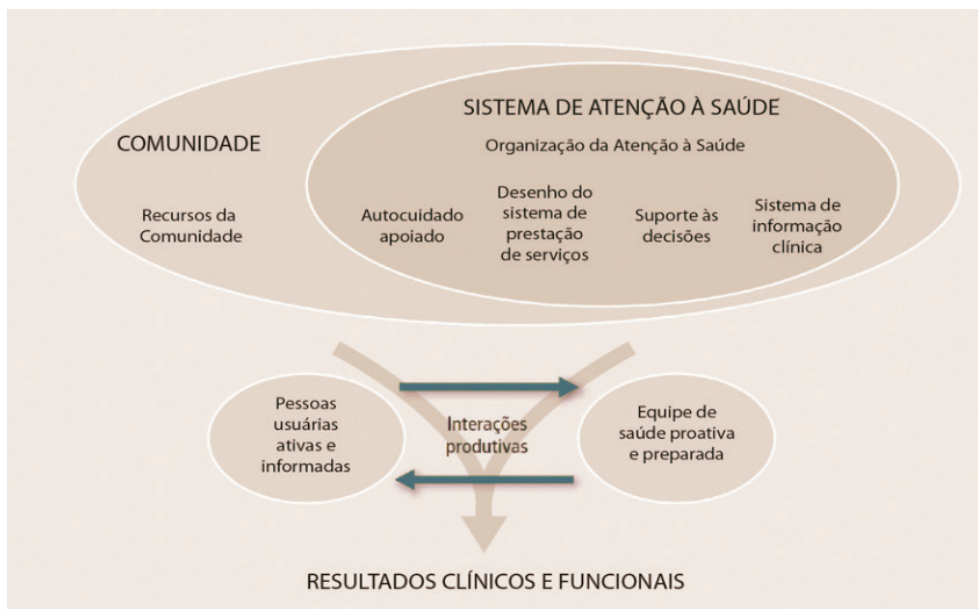 SISTEMA DE ATENÇÃO À SAÚDE
COMUNIDADE
Organização da Atenção à Saúde
Recursos da
Comunidade
Autocuidado
apoiado
Desenho do
sistema de
prestação
de serviços
Suporte às
decisões
Sistema de
informação
clínica
Pessoas
usuárias
ativas e
informadas
Interações
produtivas
Equipe de
saúde proativa
e preparada
RESULTADOS CLÍNICOS E FUNCIONAIS